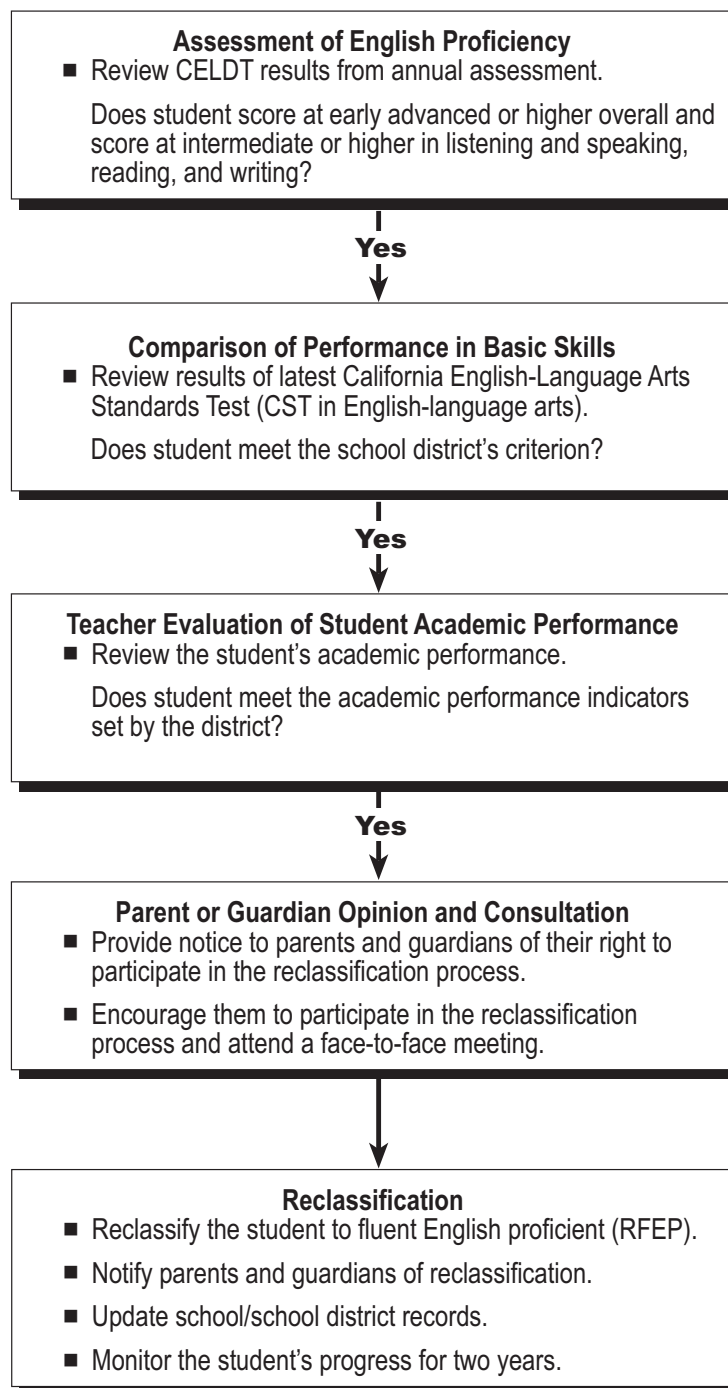 Assessment of English Proficiency
■ Review CELDT results from annual assessment.
Does student score at early advanced or higher overall and
score at intermediate or higher in listening and speaking,
reading, and writing?
Yes
Comparison of Performance in Basic Skills
■ Review results of latest California English-Language Arts
Standards Test (CST in English-language arts).
Does student meet the school district's criterion?
Yes
Teacher Evaluation of Student Academic Performance
■ Review the student's academic performance.
Does student meet the academic performance indicators
set by the district?
Yes
Parent or Guardian Opinion and Consultation
■ Provide notice to parents and guardians of their right to
participate in the reclassification process.
■ Encourage them to participate in the reclassification
process and attend a face-to-face meeting.
Reclassification
■ Reclassify the student to fluent English proficient (RFEP).
■ Notify parents and guardians of reclassification.
■ Update school/school district records.
■ Monitor the student's progress for two years.